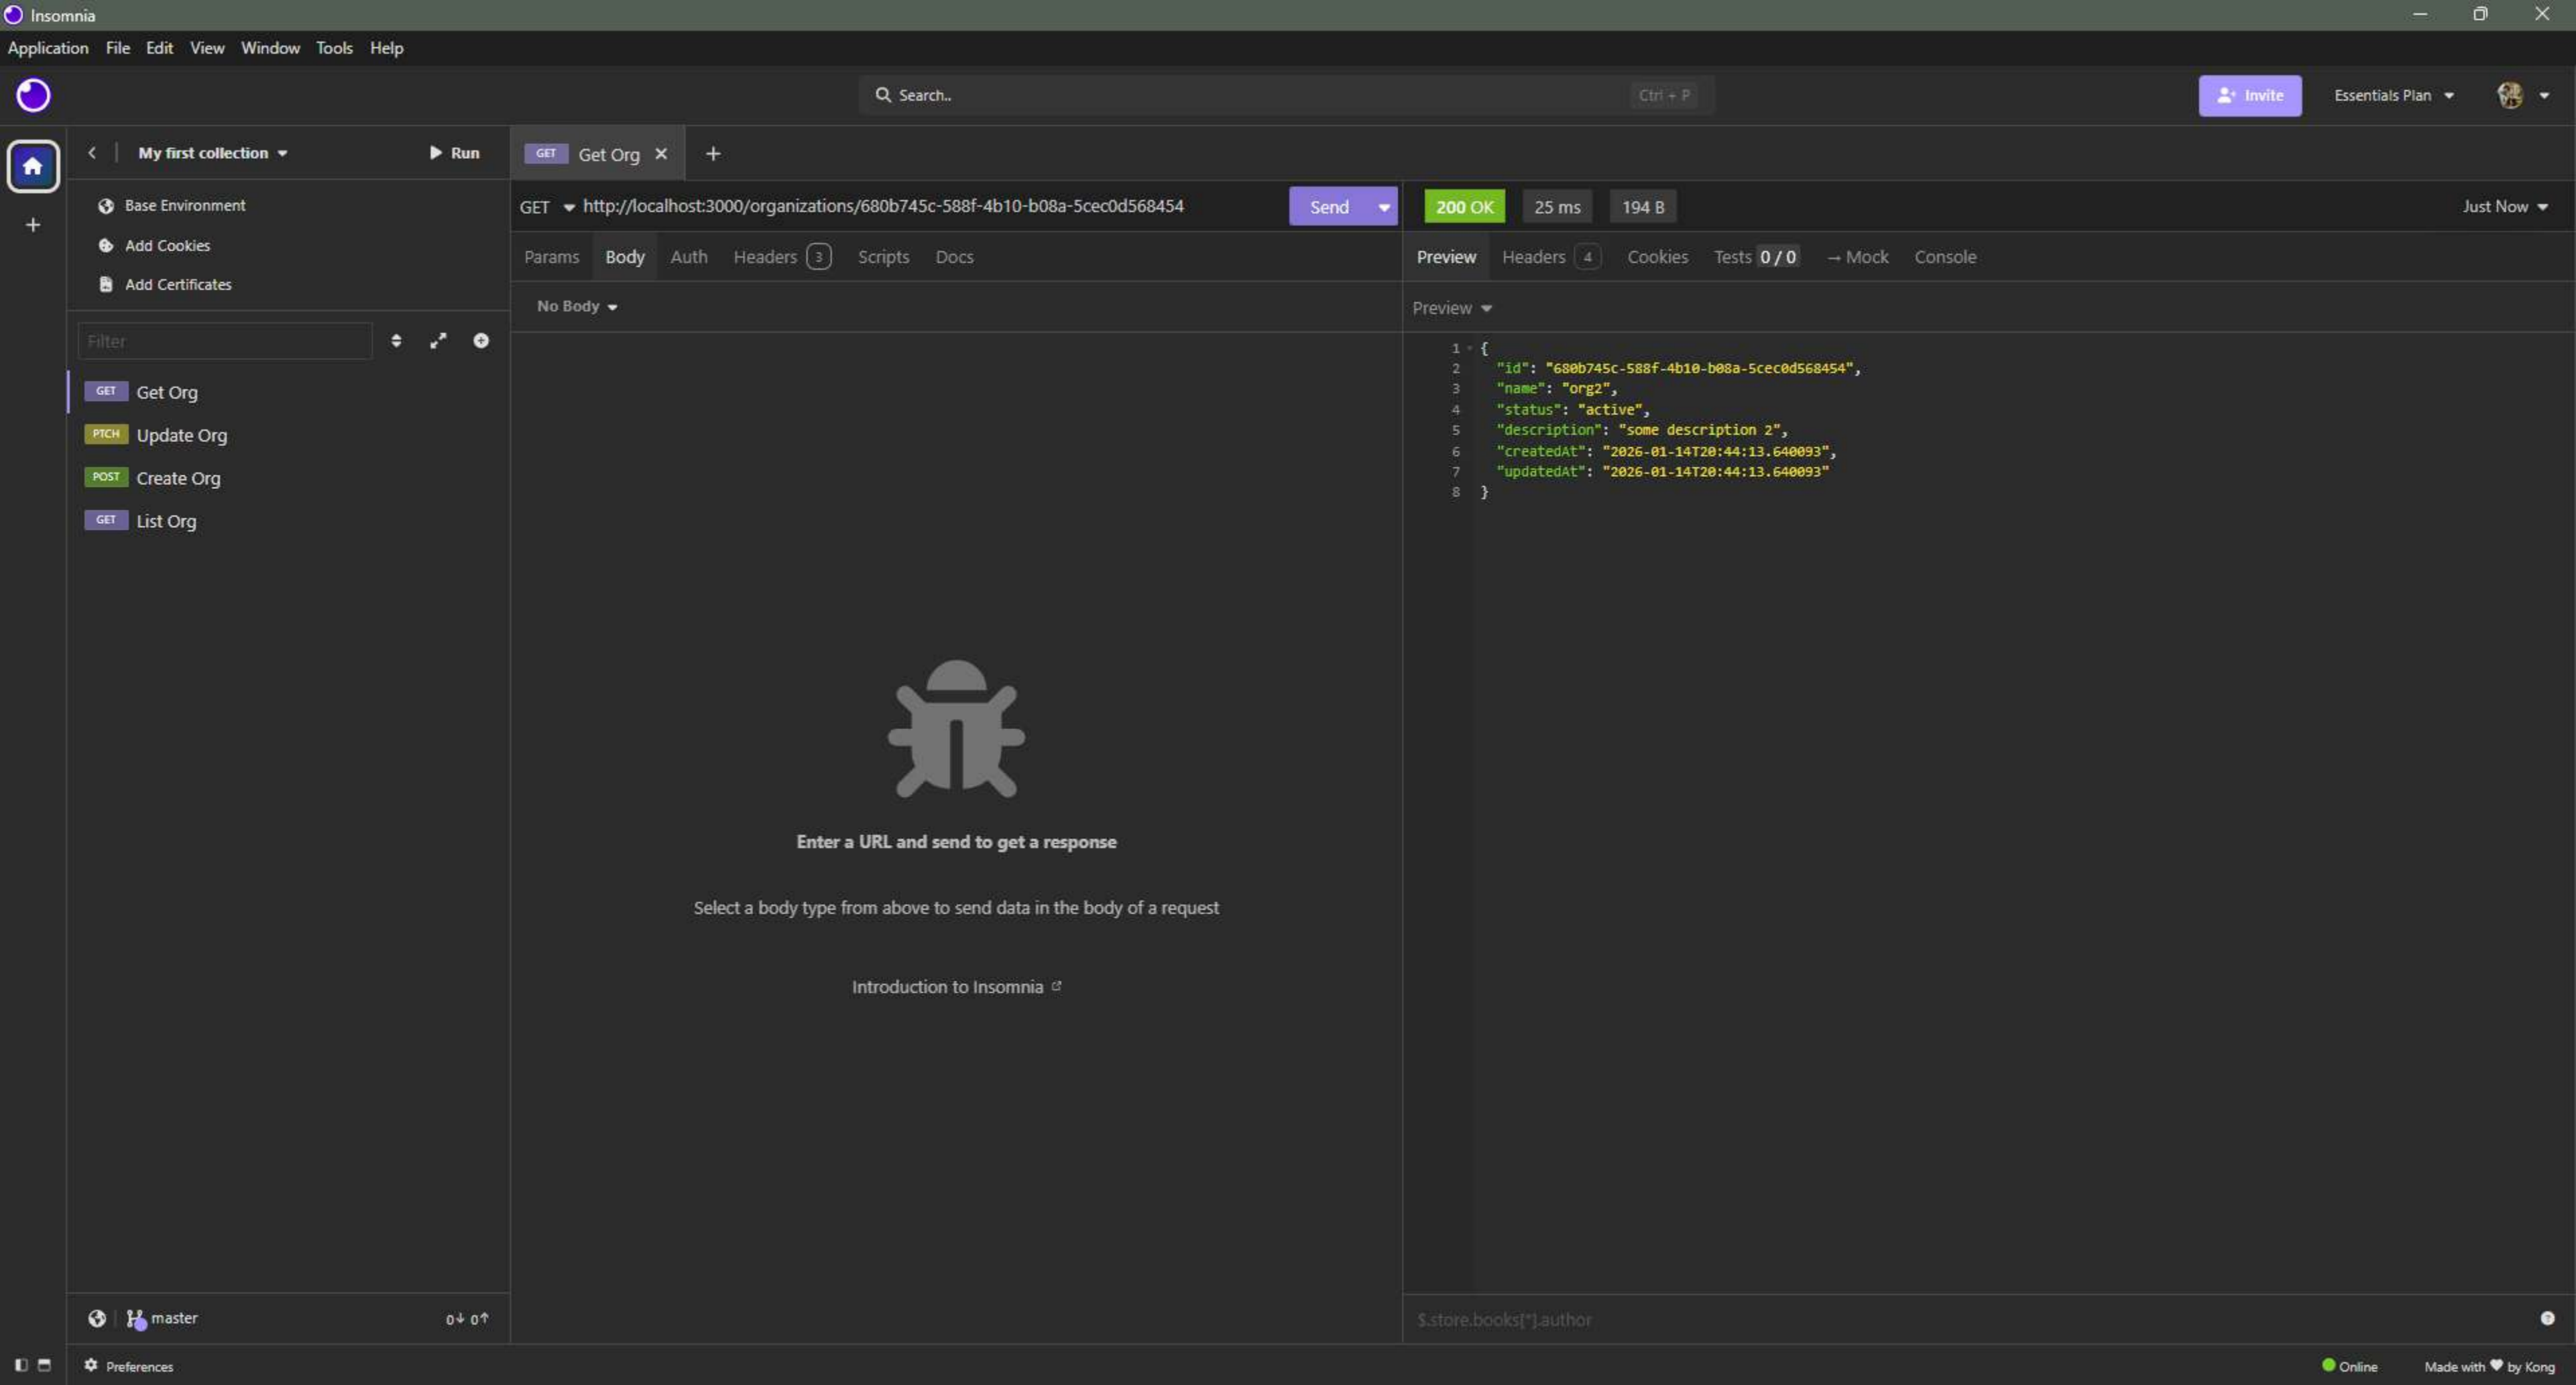 Insomnia
Application File Edit View Window Tools Help
Search.. Ctrl + P
Invite
Essentials Plan
My first collection
Run
GET Get Org
Base Environment
Add Cookies
Add Certificates
Filter
GET Get Org
PTCH Update Org
POST Create Org
GET List Org
master
0↓ 0↑
GET http://localhost:3000/organizations/680b745c-588f-4b10-b08a-5cec0d568454
Send
Params Body Auth Headers 3 Scripts Docs
No Body
Enter a URL and send to get a response
Select a body type from above to send data in the body of a request
Introduction to Insomnia
200 OK 25 ms 194 B
Just Now
Preview Headers 4 Cookies Tests 0 / 0 → Mock Console
Preview
1 {
2 "id": "680b745c-588f-4b10-b08a-5cec0d568454",
3 "name": "org2",
4 "status": "active",
5 "description": "some description 2",
6 "createdAt": "2026-01-14T20:44:13.640093",
7 "updatedAt": "2026-01-14T20:44:13.640093"
8 }
$.store.books[*].author
Preferences
Online
Made with ♥ by Kong